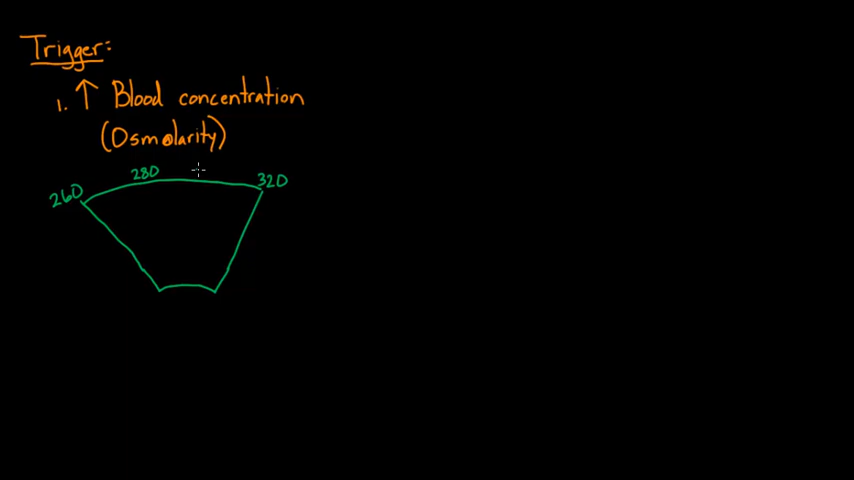 Trigger:
1. ↑ Blood concentration
(Osmolarity)
260 280 320